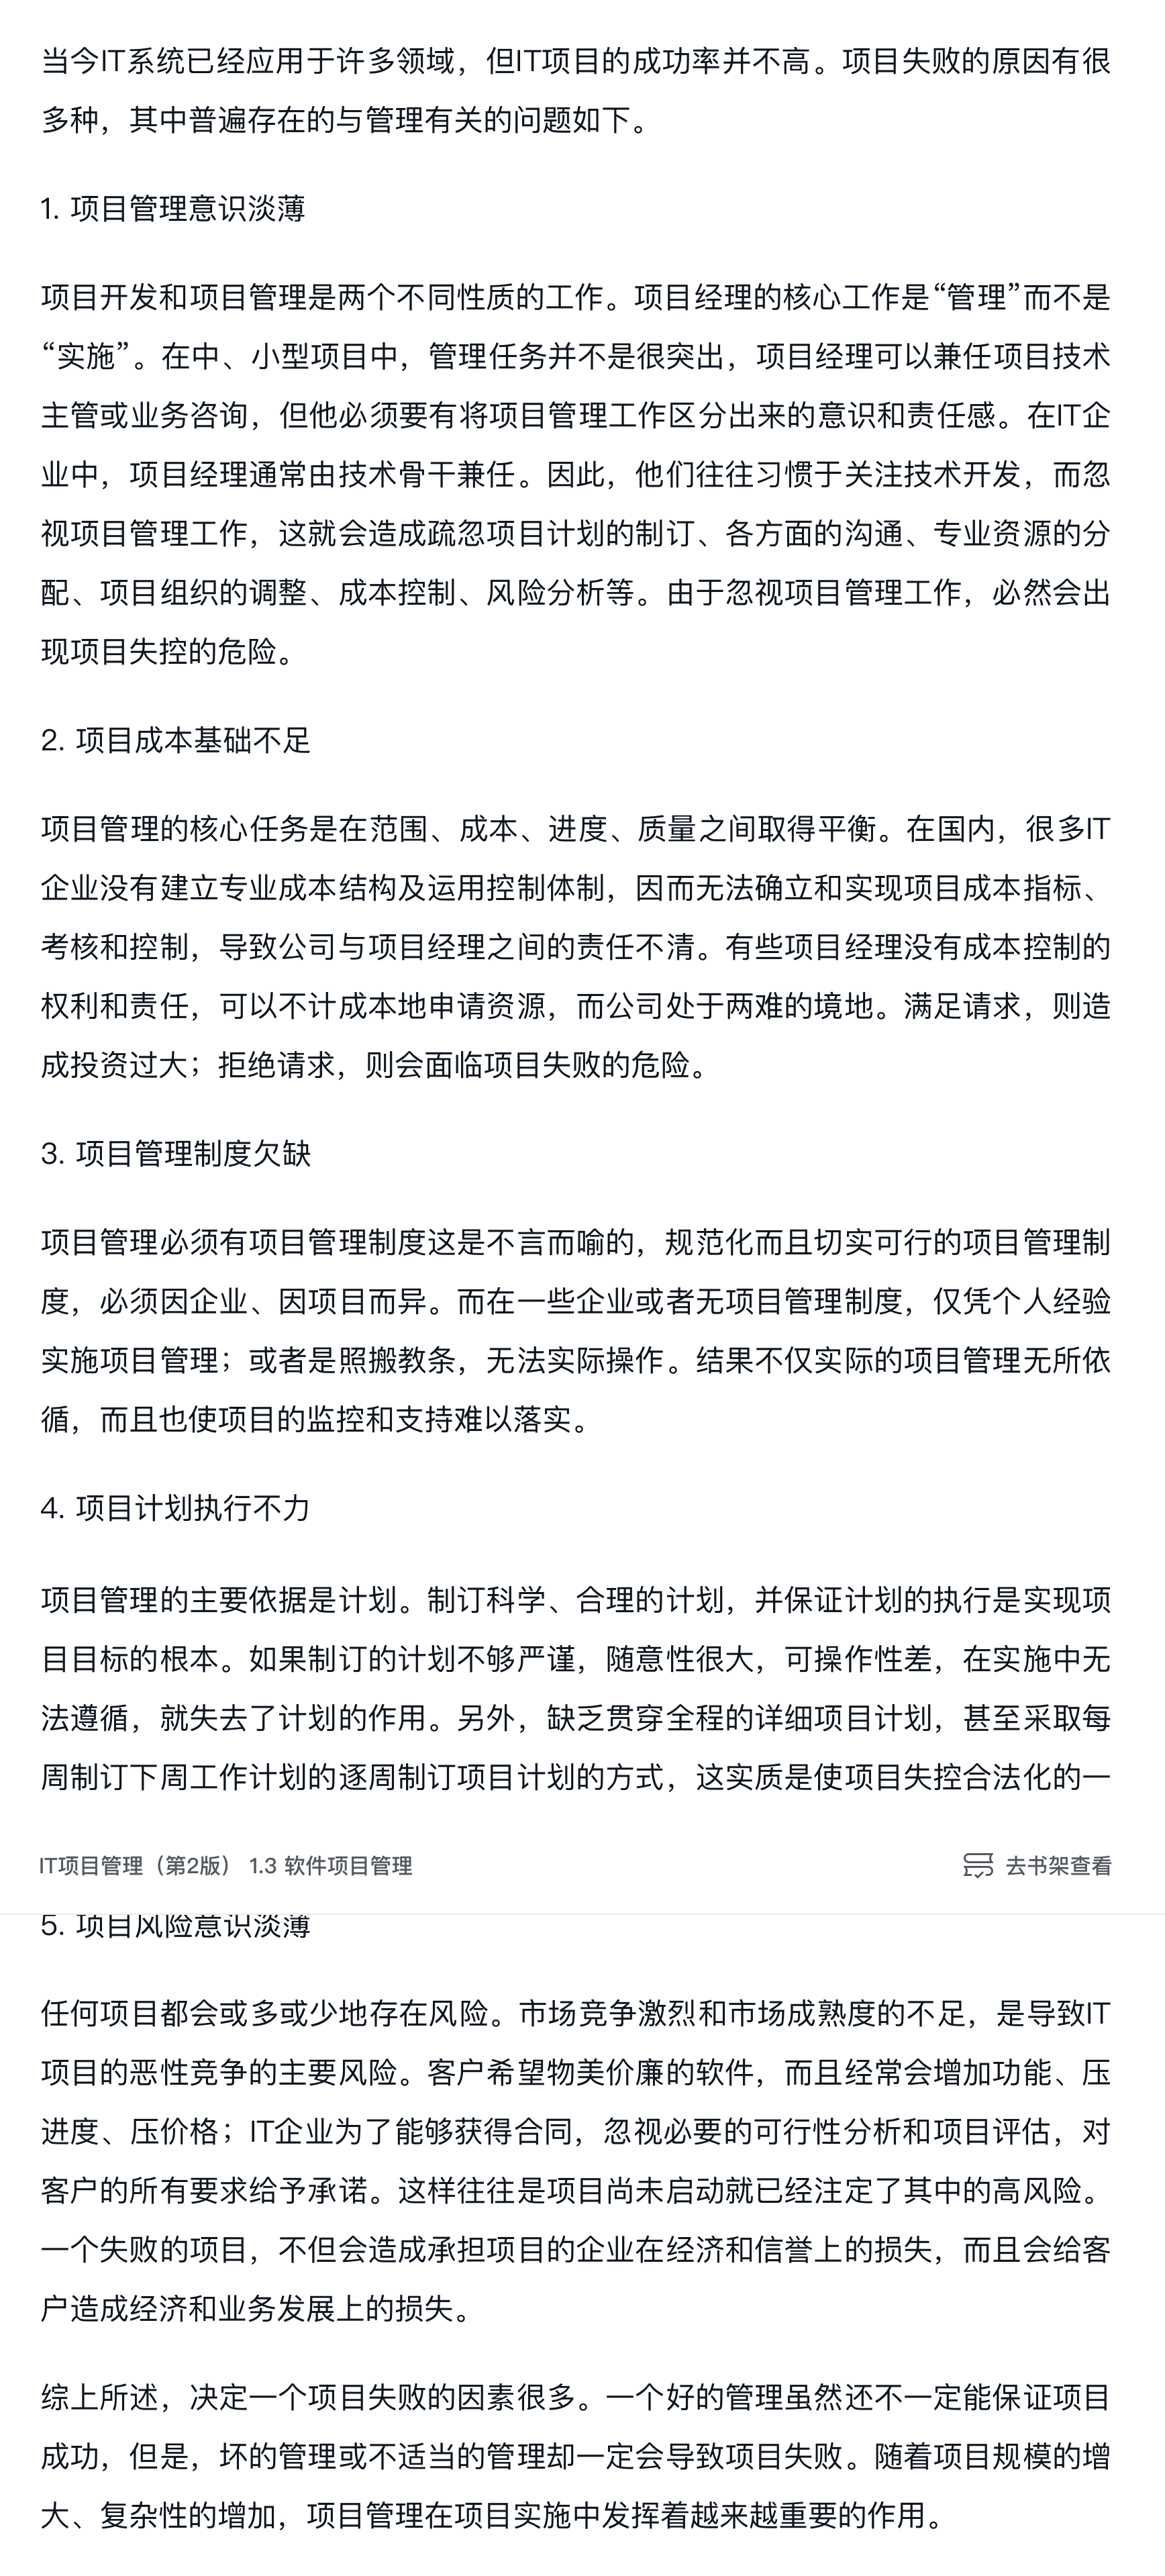 当今IT系统已经应用于许多领域，但IT项目的成功率并不高。项目失败的原因有很
多种，其中普遍存在的与管理有关的问题如下。
1. 项目管理意识淡薄
项目开发和项目管理是两个不同性质的工作。项目经理的核心工作是“管理”而不是
“实施”。在中、小型项目中，管理任务并不是很突出，项目经理可以兼任项目技术
主管或业务咨询，但他必须要有将项目管理工作区分出来的意识和责任感。在IT企
业中，项目经理通常由技术骨干兼任。因此，他们往往习惯于关注技术开发，而忽
视项目管理工作，这就会造成疏忽项目计划的制订、各方面的沟通、专业资源的分
配、项目组织的调整、成本控制、风险分析等。由于忽视项目管理工作，必然会出
现项目失控的危险。
2. 项目成本基础不足
项目管理的核心任务是在范围、成本、进度、质量之间取得平衡。在国内，很多IT
企业没有建立专业成本结构及运用控制体制，因而无法确立和实现项目成本指标、
考核和控制，导致公司与项目经理之间的责任不清。有些项目经理没有成本控制的
权利和责任，可以不计成本地申请资源，而公司处于两难的境地。满足请求，则造
成投资过大；拒绝请求，则会面临项目失败的危险。
3. 项目管理制度欠缺
项目管理必须有项目管理制度这是不言而喻的，规范化而且切实可行的项目管理制
度，必须因企业、因项目而异。而在一些企业或者无项目管理制度，仅凭个人经验
实施项目管理；或者是照搬教条，无法实际操作。结果不仅实际的项目管理无所依
循，而且也使项目的监控和支持难以落实。
4. 项目计划执行不力
项目管理的主要依据是计划。制订科学、合理的计划，并保证计划的执行是实现项
目目标的根本。如果制订的计划不够严谨，随意性很大，可操作性差，在实施中无
法遵循，就失去了计划的作用。另外，缺乏贯穿全程的详细项目计划，甚至采取每
周制订下周工作计划的逐周制订项目计划的方式，这实质是使项目失控合法化的一
IT项目管理（第2版） 1.3 软件项目管理
去书架查看
5. 项目风险意识淡薄
任何项目都会或多或少地存在风险。市场竞争激烈和市场成熟度的不足，是导致IT
项目的恶性竞争的主要风险。客户希望物美价廉的软件，而且经常会增加功能、压
进度、压价格；IT企业为了能够获得合同，忽视必要的可行性分析和项目评估，对
客户的所有要求给予承诺。这样往往是项目尚未启动就已经注定了其中的高风险。
一个失败的项目，不但会造成承担项目的企业在经济和信誉上的损失，而且会给客
户造成经济和业务发展上的损失。
综上所述，决定一个项目失败的因素很多。一个好的管理虽然还不一定能保证项目
成功，但是，坏的管理或不适当的管理却一定会导致项目失败。随着项目规模的增
大、复杂性的增加，项目管理在项目实施中发挥着越来越重要的作用。